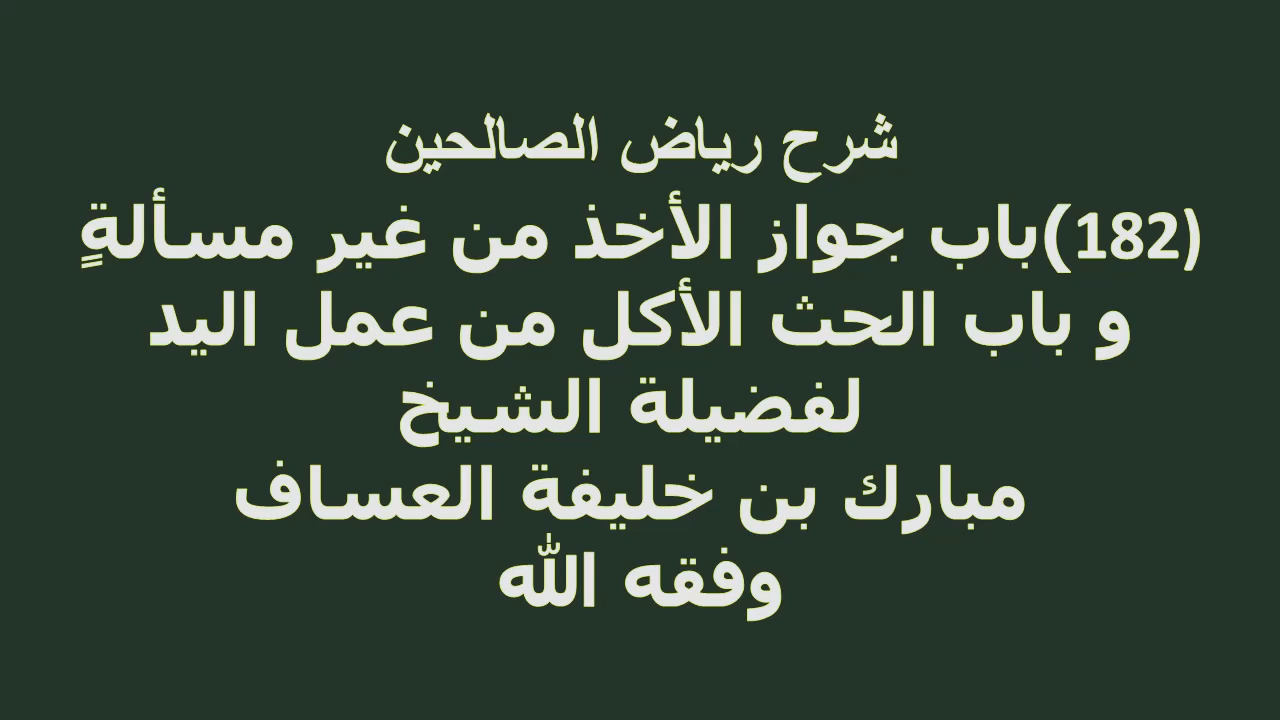 شرح رياض الصالحين
(182)باب جواز الأخذ من غير مسألةٍ
و باب الحث الأكل من عمل اليد
لفضيلة الشيخ
مبارك بن خليفة العساف
وفقه الله